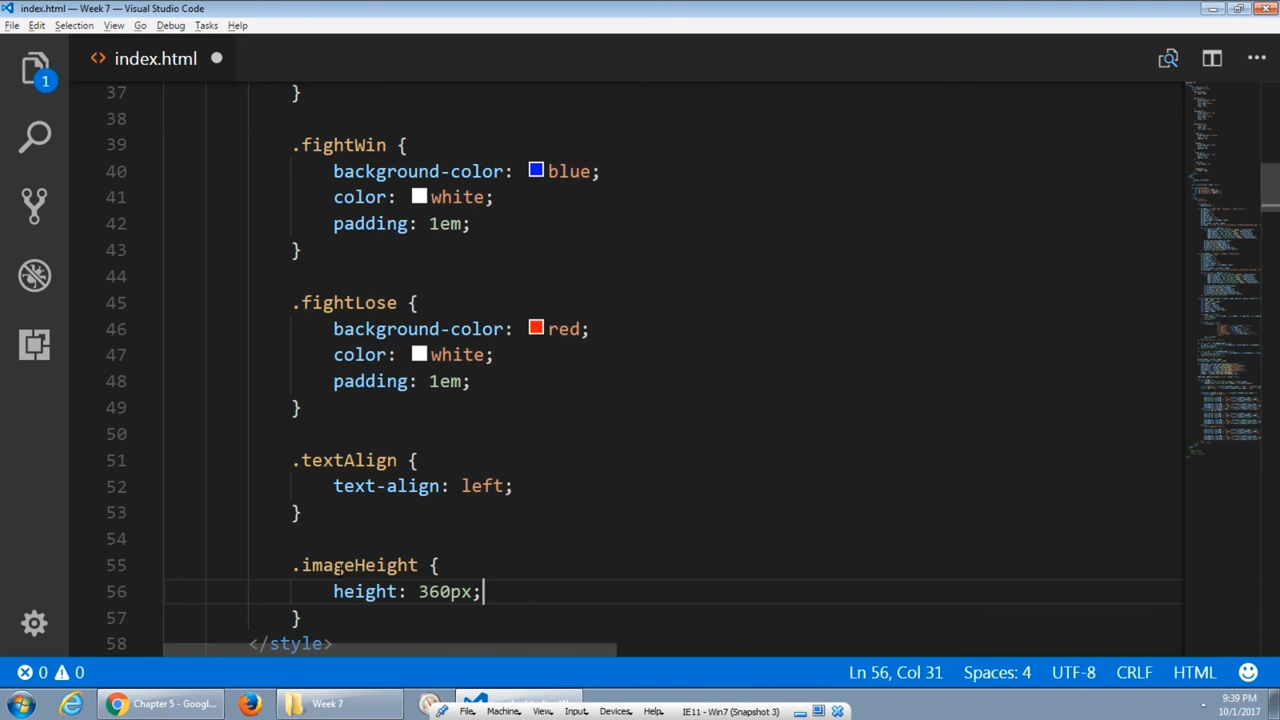 index.html — Week 7 — Visual Studio Code
File Edit Selection View Go Debug Tasks Help
index.html
1
37 }
38
39 .fightWin {
40 background-color: blue;
41 color: white;
42 padding: 1em;
43 }
44
45 .fightLose {
46 background-color: red;
47 color: white;
48 padding: 1em;
49 }
50
51 .textAlign {
52 text-align: left;
53 }
54
55 .imageHeight {
56 height: 360px;
57 }
58 </style>
0 0 Ln 56, Col 31 Spaces: 4 UTF-8 CRLF HTML
Chapter 5 - Googl... Week 7
File Machine View Input Devices Help IE11 - Win7 (Snapshot 3)
9:39 PM
10/1/2017